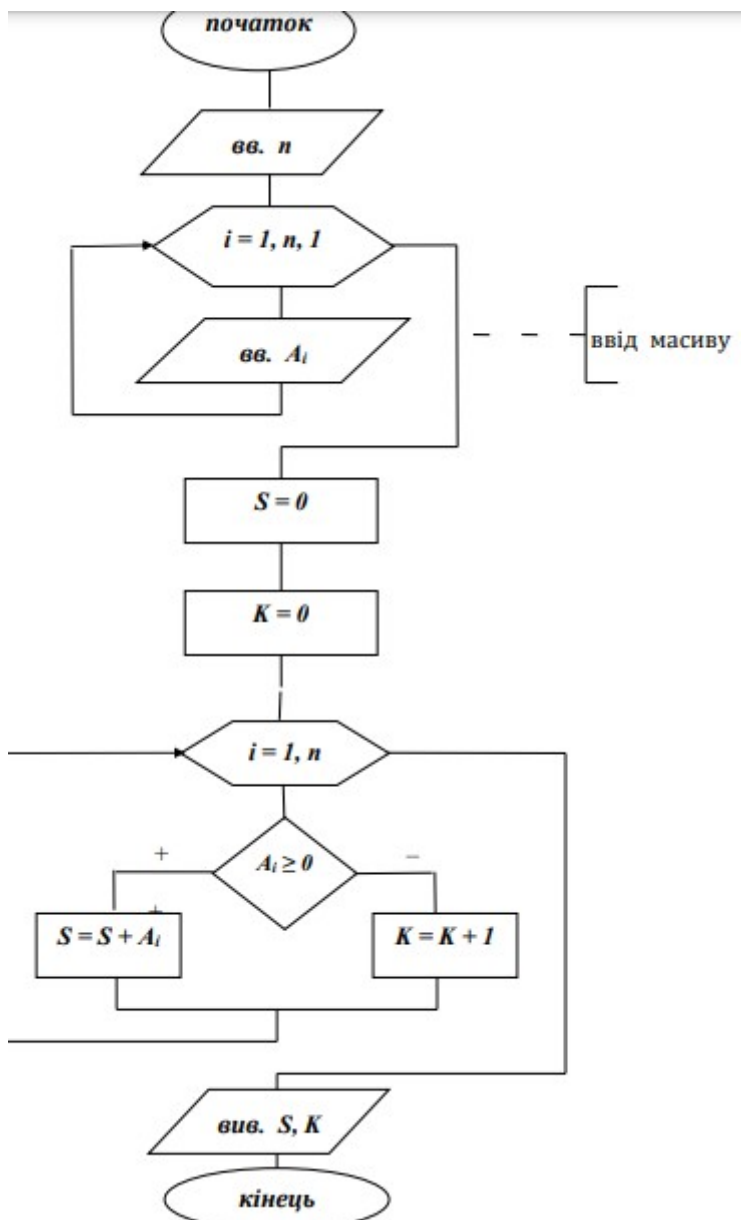 початок
вв. n
i = 1, n, 1
вв. Ai
ввід масиву
S = 0
K = 0
i = 1, n
Ai ≥ 0
+
–
+
S = S + Ai
K = K + 1
вив. S, K
кінець